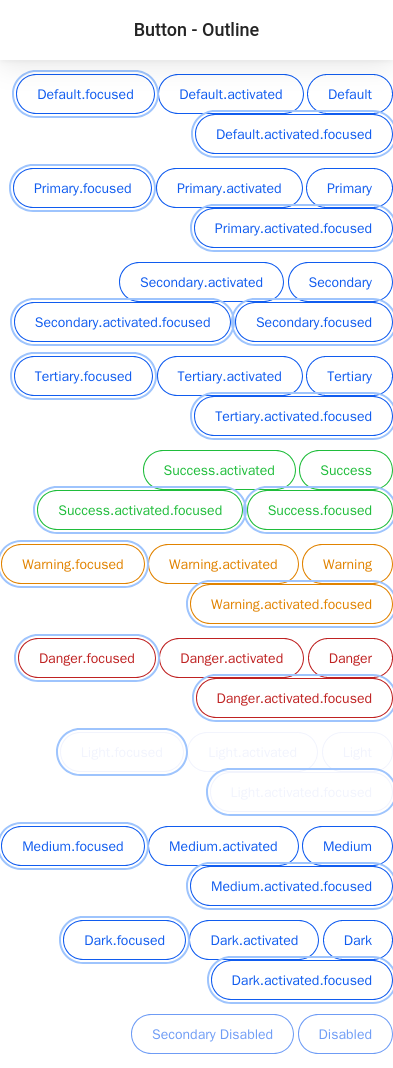 Button - Outline
Default.focused Default.activated Default
Default.activated.focused
Primary.focused Primary.activated Primary
Primary.activated.focused
Secondary.activated Secondary
Secondary.activated.focused Secondary.focused
Tertiary.focused Tertiary.activated Tertiary
Tertiary.activated.focused
Success.activated Success
Success.activated.focused Success.focused
Warning.focused Warning.activated Warning
Warning.activated.focused
Danger.focused Danger.activated Danger
Danger.activated.focused
Light.focused Light.activated Light
Light.activated.focused
Medium.focused Medium.activated Medium
Medium.activated.focused
Dark.focused Dark.activated Dark
Dark.activated.focused
Secondary Disabled Disabled